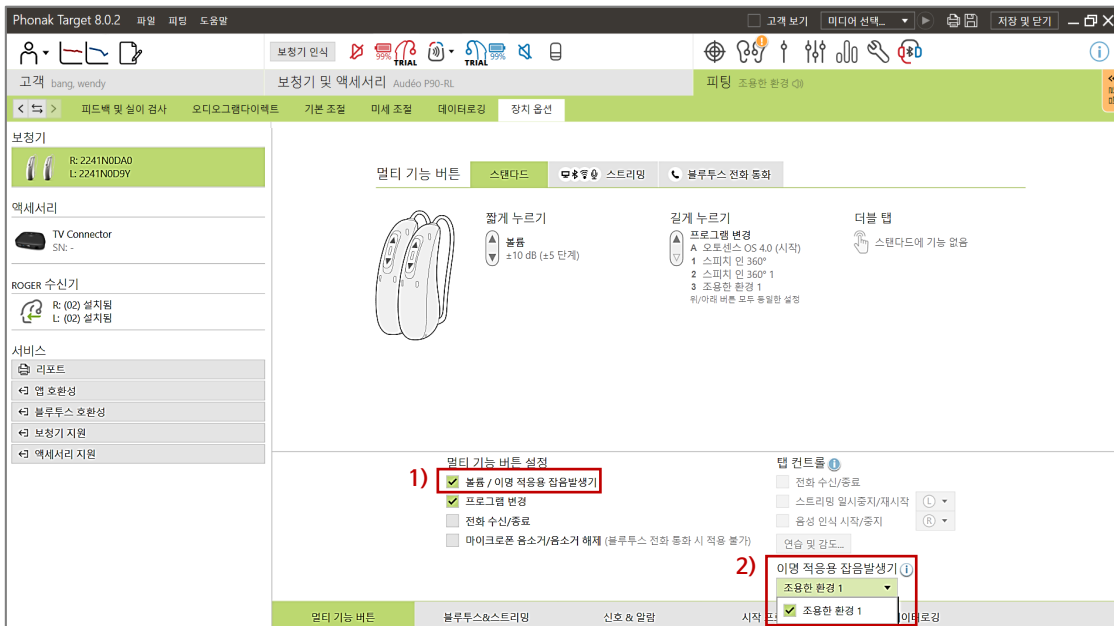 Phonak Target 8.0.2 파일 피팅 도움말
고객 보기 미디어 선택... 저장 및 닫기
보청기 인식 99% TRIAL TRIAL 99%
고객 bang, wendy
보청기 및 액세서리 Audéo P90-RL
피팅 조용한 환경
피드백 및 실이 검사 오디오그램다이렉트 기본 조절 미세 조절 데이터로깅 장치 옵션
보청기
R: 2241N0DA0
L: 2241N0D9Y
액세서리
TV Connector
SN: -
ROGER 수신기
R: (02) 설치됨
L: (02) 설치됨
서비스
리포트
앱 호환성
블루투스 호환성
보청기 지원
액세서리 지원
멀티 기능 버튼 스탠다드 스트리밍 블루투스 전화 통화
짧게 누르기
볼륨
±10 dB (±5 단계)
길게 누르기
프로그램 변경
A 오토센스 OS 4.0 (시작)
1 스피치 인 360°
2 스피치 인 360° 1
3 조용한 환경 1
위/아래 버튼 모두 동일한 설정
더블 탭
스탠다드에 기능 없음
멀티 기능 버튼 설정
1) 볼륨 / 이명 적응용 잡음발생기
프로그램 변경
전화 수신/종료
마이크로폰 음소거/음소거 해제 (블루투스 전화 통화 시 적용 불가)
탭 컨트롤
전화 수신/종료
스트리밍 일시중지/재시작 L
음성 인식 시작/중지 R
연습 및 감도...
2) 이명 적응용 잡음발생기
조용한 환경 1
조용한 환경 1
멀티 기능 버튼 블루투스&스트리밍 신호 & 알람 시작